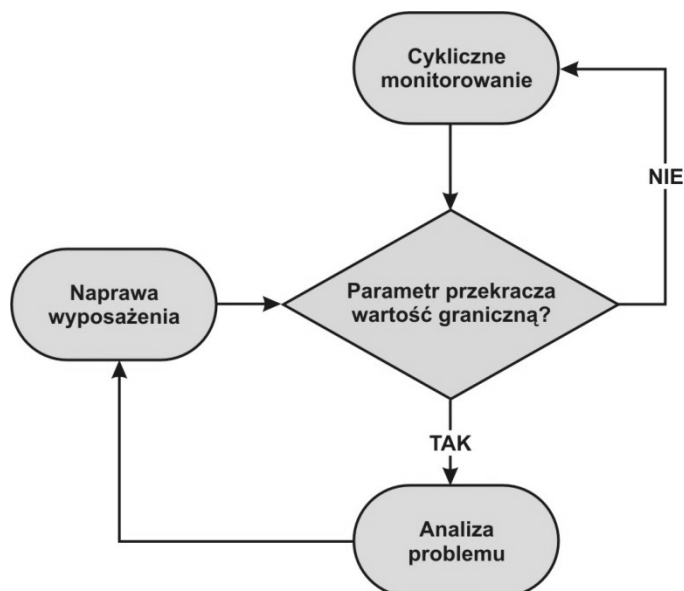 Cykliczne
monitorowanie
NIE
Naprawa
wyposażenia
Parametr przekracza
wartość graniczną?
TAK
Analiza
problemu